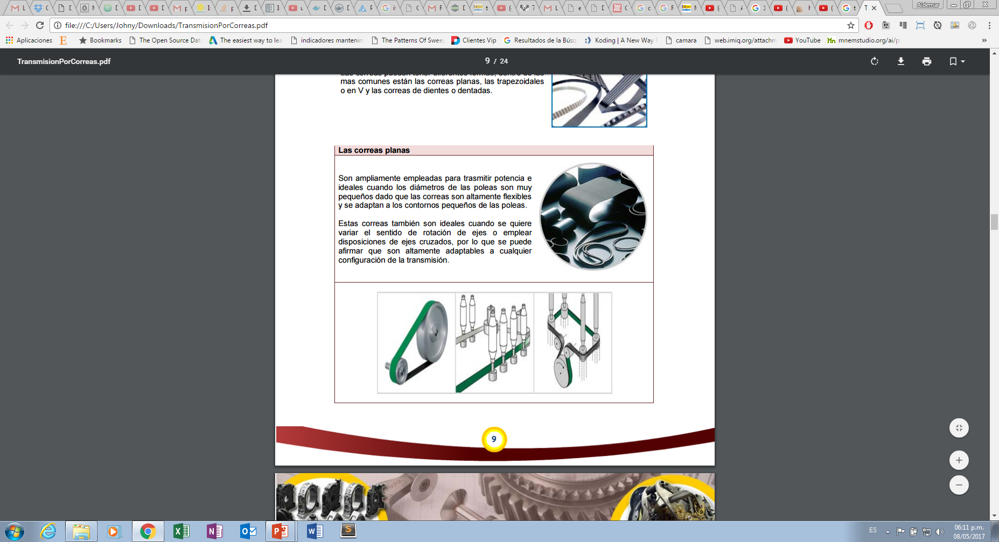 Aldemar
file:///C:/Users/Johny/Downloads/TransmisionPorCorreas.pdf
Aplicaciones
Bookmarks
The Open Source Dat
The easiest way to lea
indicadores mantenim
The Patterns Of Sweep
Clientes Vip
Resultados de la Búsq
Koding | A New Way
camara
web.imiq.org/attachm
YouTube
mnemstudio.org/ai/p
»
TransmisionPorCorreas.pdf
9 / 24
mas comunes están las correas planas, las trapezoidales
o en V y las correas de dientes o dentadas.
Las correas planas
Son ampliamente empleadas para trasmitir potencia e
ideales cuando los diámetros de las poleas son muy
pequeños dado que las correas son altamente flexibles
y se adaptan a los contornos pequeños de las poleas.
Estas correas también son ideales cuando se quiere
variar el sentido de rotación de ejes o emplear
disposiciones de ejes cruzados, por lo que se puede
afirmar que son altamente adaptables a cualquier
configuración de la transmisión.
9
ES
06:11 p.m.
08/05/2017